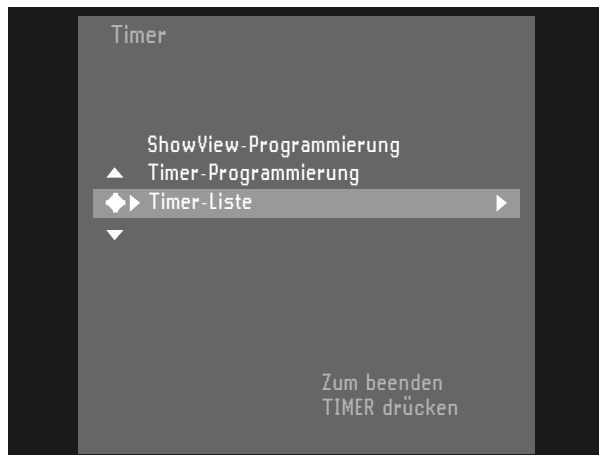 Timer
ShowView-Programmierung
Timer-Programmierung
Timer-Liste
Zum beenden
TIMER drücken